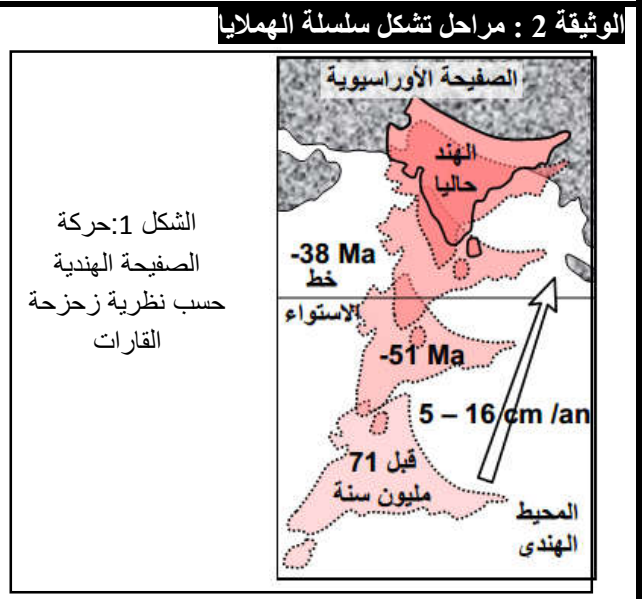 الوثيقة 2 : مراحل تشكل سلسلة الهملايا
الصفيحة الأوراسيوية
الهند
حاليا
الشكل 1:حركة
الصفيحة الهندية
حسب نظرية زحزحة
القارات
-38 Ma
خط
الاستواء
-51 Ma
5 – 16 cm /an
قبل 71
مليون سنة
المحيط
الهندي